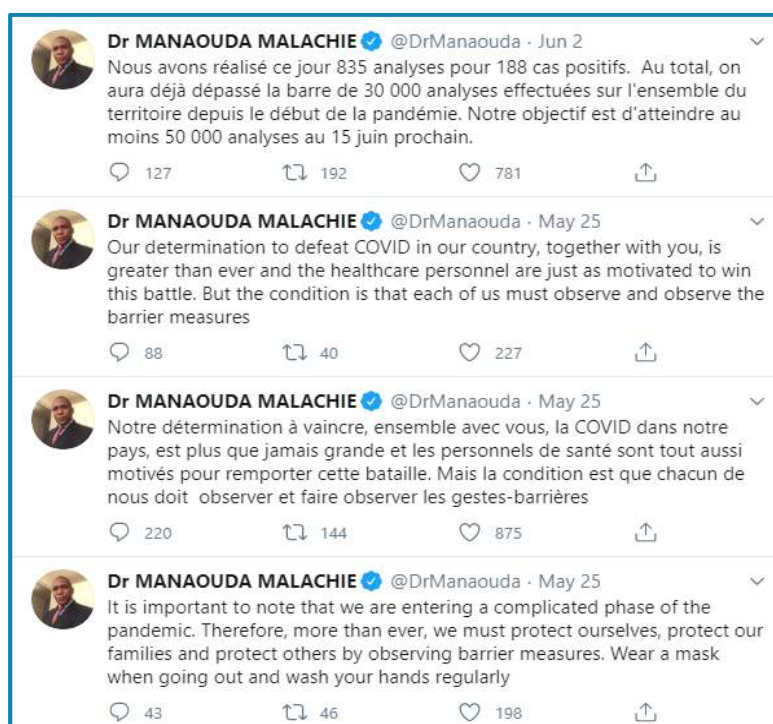 Dr MANAOUDA MALACHIE @DrManaouda · Jun 2
Nous avons réalisé ce jour 835 analyses pour 188 cas positifs. Au total, on
aura déjà dépassé la barre de 30 000 analyses effectuées sur l'ensemble du
territoire depuis le début de la pandémie. Notre objectif est d'atteindre au
moins 50 000 analyses au 15 juin prochain.
127 192 781
Dr MANAOUDA MALACHIE @DrManaouda · May 25
Our determination to defeat COVID in our country, together with you, is
greater than ever and the healthcare personnel are just as motivated to win
this battle. But the condition is that each of us must observe and observe the
barrier measures
88 40 227
Dr MANAOUDA MALACHIE @DrManaouda · May 25
Notre détermination à vaincre, ensemble avec vous, la COVID dans notre
pays, est plus que jamais grande et les personnels de santé sont tout aussi
motivés pour remporter cette bataille. Mais la condition est que chacun de
nous doit observer et faire observer les gestes-barrières
220 144 875
Dr MANAOUDA MALACHIE @DrManaouda · May 25
It is important to note that we are entering a complicated phase of the
pandemic. Therefore, more than ever, we must protect ourselves, protect our
families and protect others by observing barrier measures. Wear a mask
when going out and wash your hands regularly
43 46 198